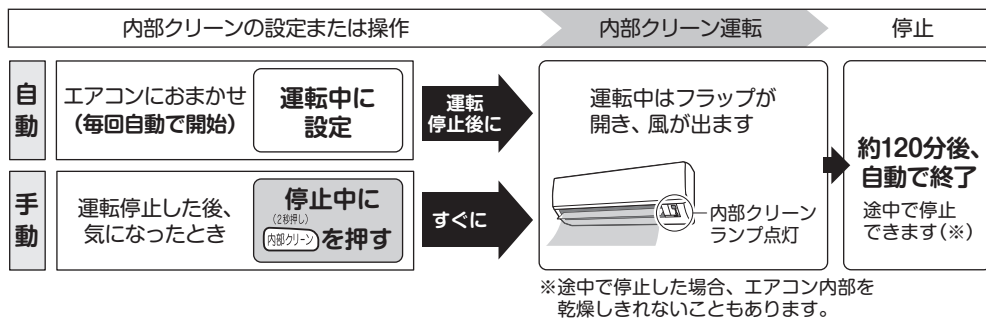 内部クリーンの設定または操作
内部クリーン運転
停止
自動
エアコンにおまかせ
(毎回自動で開始)
運転中に
設定
運転
停止後に
手動
運転停止した後、
気になったとき
停止中に
(2秒押し)
内部クリーン を押す
すぐに
運転中はフラップが
開き、風が出ます
内部クリーン
ランプ点灯
約120分後、
自動で終了
途中で停止
できます(※)
※途中で停止した場合、エアコン内部を
乾燥しきれないこともあります。